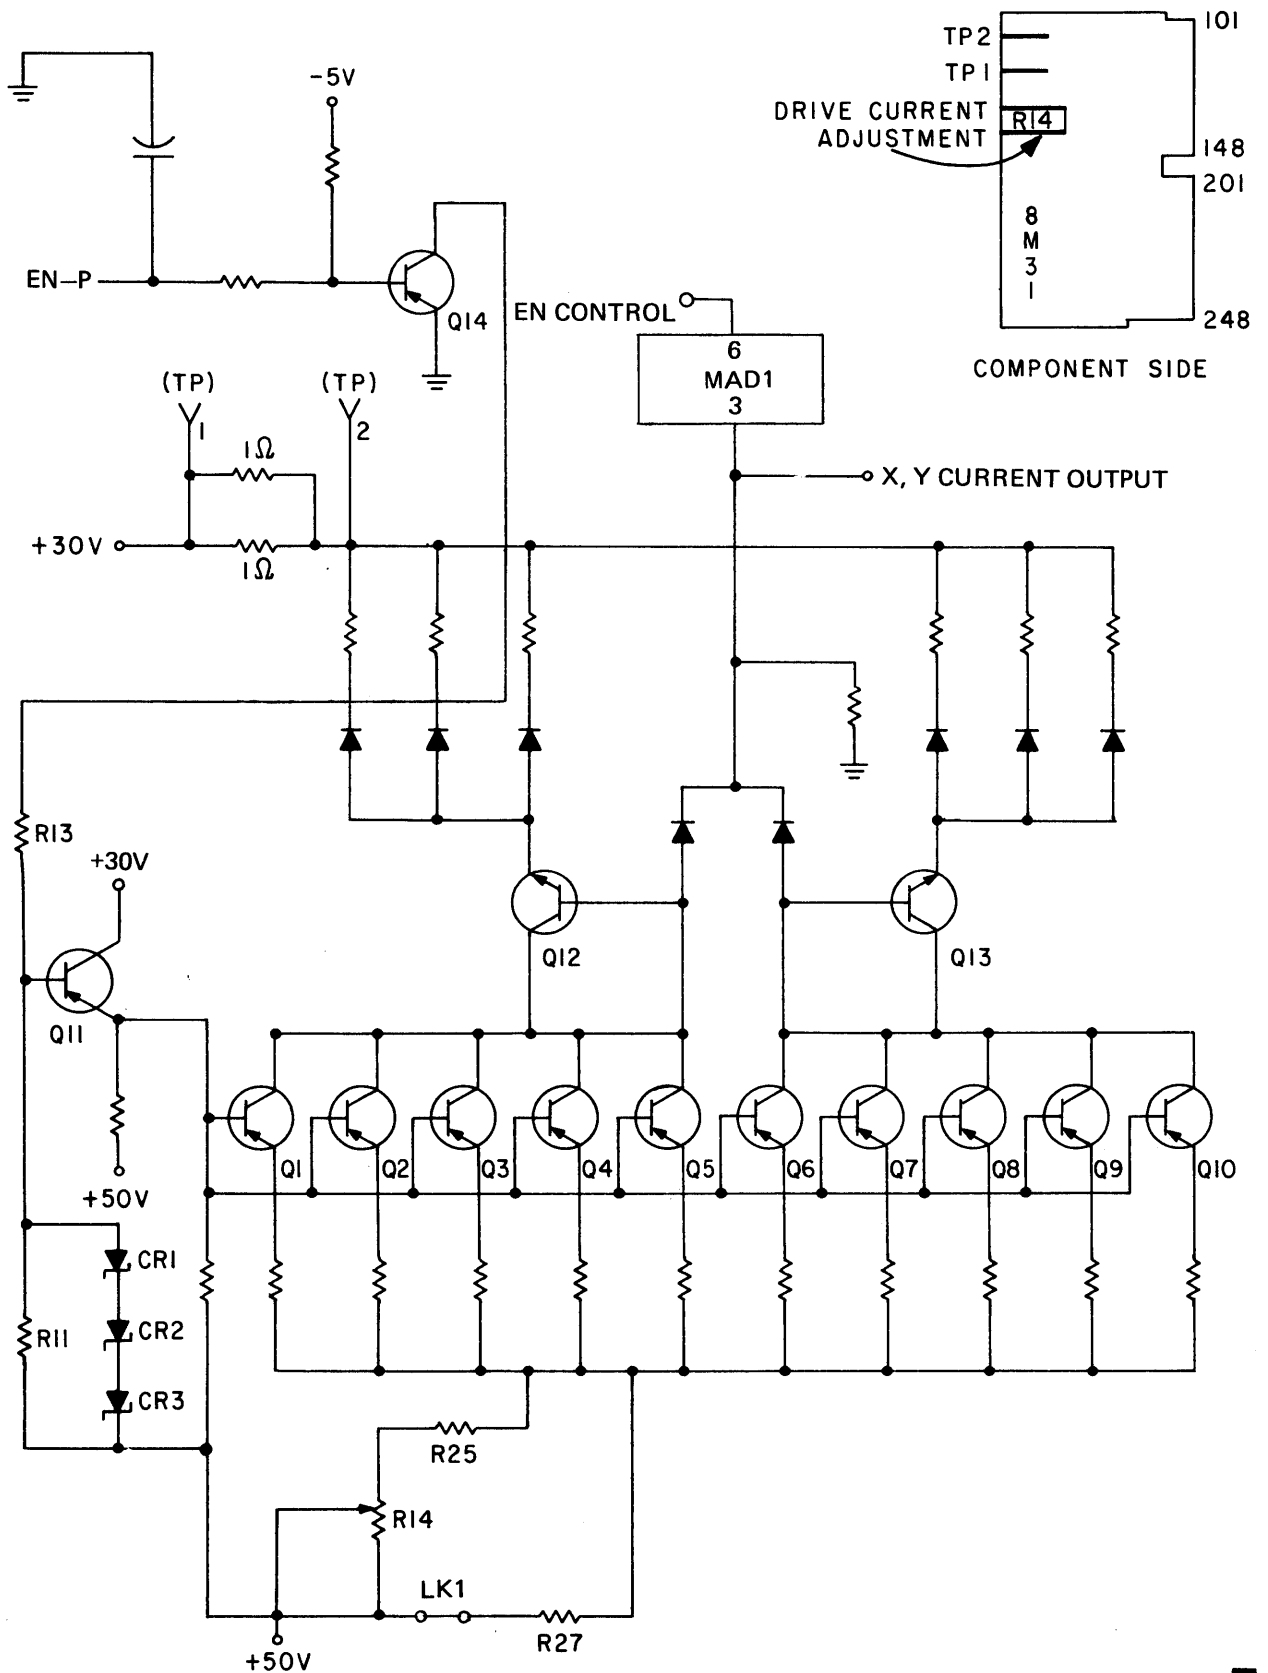 101
TP2
TP1
-5V
DRIVE CURRENT
ADJUSTMENT
R14
148
201
8
M
3
1
EN-P
Q14
EN CONTROL
248
6
MAD1
3
COMPONENT SIDE
(TP)
1
(TP)
2
1Ω
X, Y CURRENT OUTPUT
+30V
1Ω
R13
+30V
Q12
Q13
Q11
+50V
Q1
Q2
Q3
Q4
Q5
Q6
Q7
Q8
Q9
Q10
CR1
R11
CR2
CR3
R25
R14
LK1
R27
+50V